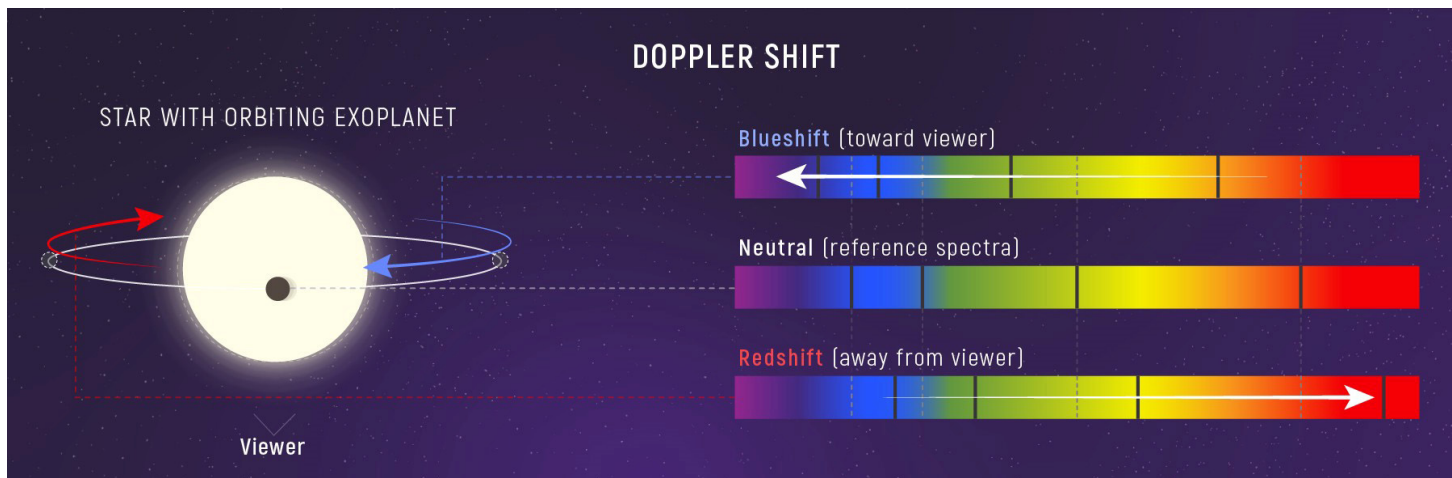 DOPPLER SHIFT
STAR WITH ORBITING EXOPLANET
Blueshift (toward viewer)
Neutral (reference spectra)
Redshift (away from viewer)
Viewer